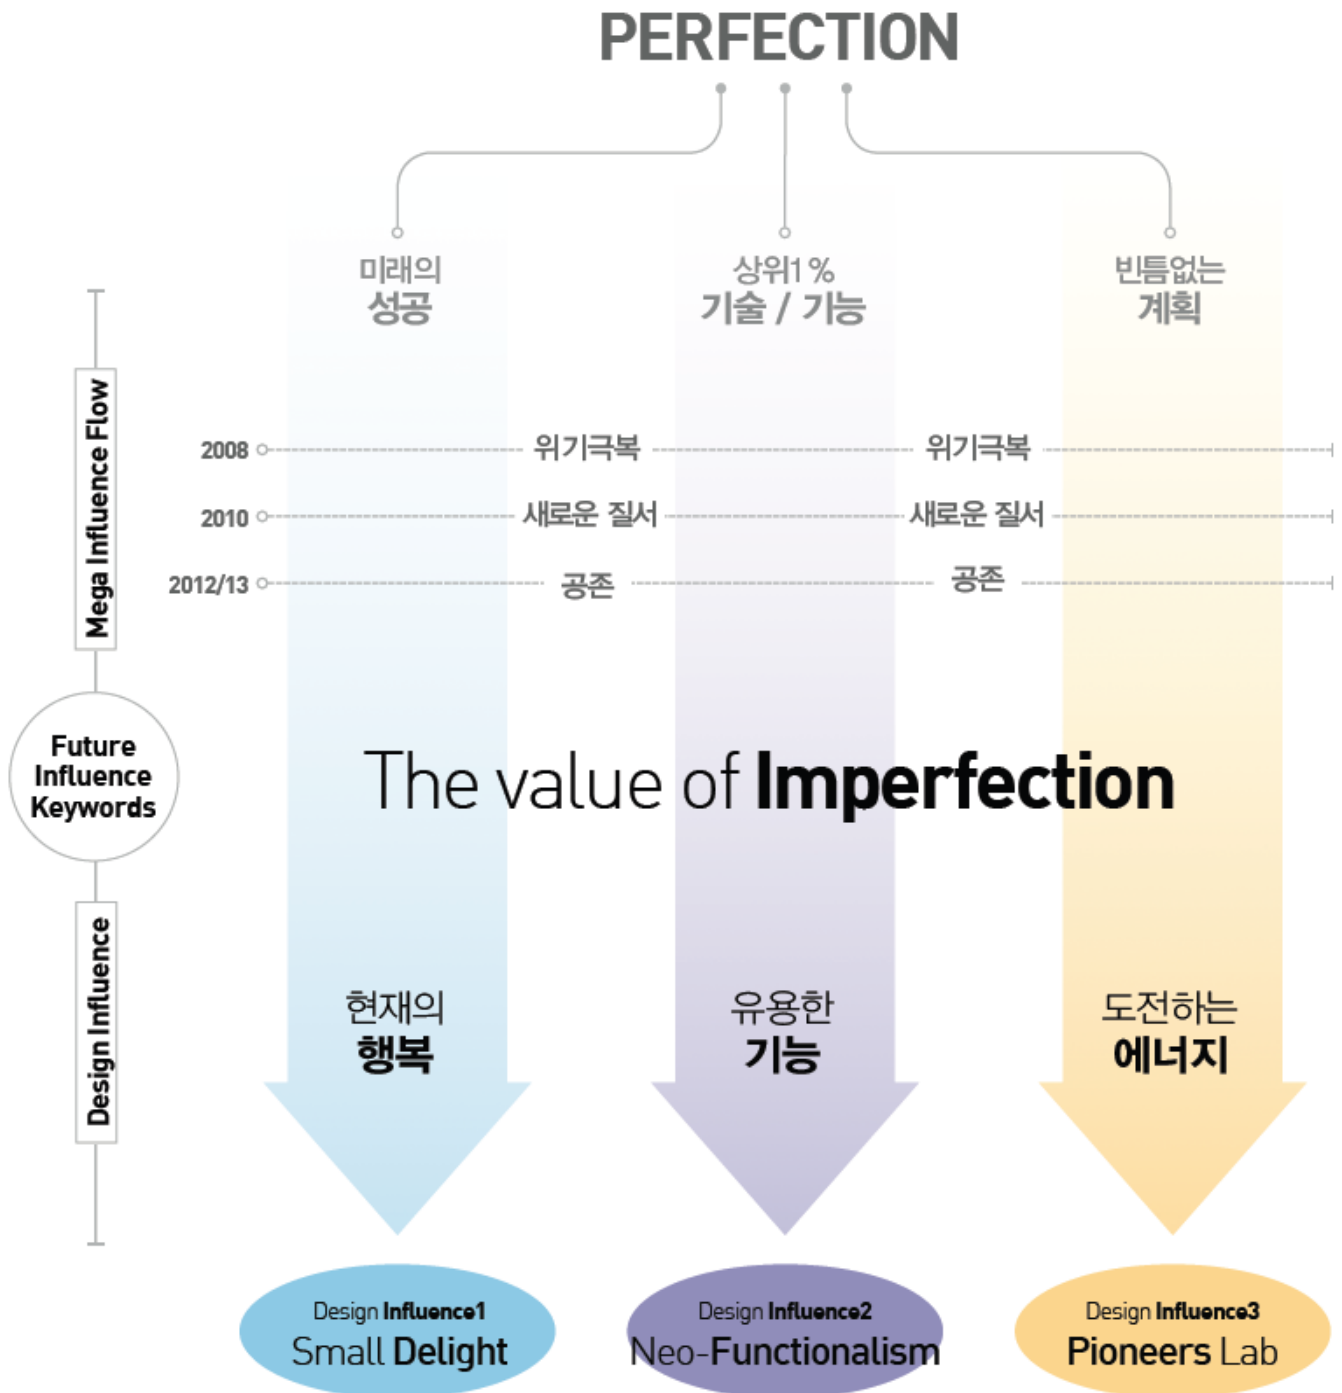 PERFECTION
미래의
성공
상위1 %
기술 / 기능
빈틈없는
계획
Mega Influence Flow
2008 위기극복 위기극복
2010 새로운 질서 새로운 질서
2012/13 공존 공존
Future
Influence
Keywords
The value of Imperfection
Design Influence
현재의
행복
유용한
기능
도전하는
에너지
Design Influence1
Small Delight
Design Influence2
Neo-Functionalism
Design Influence3
Pioneers Lab